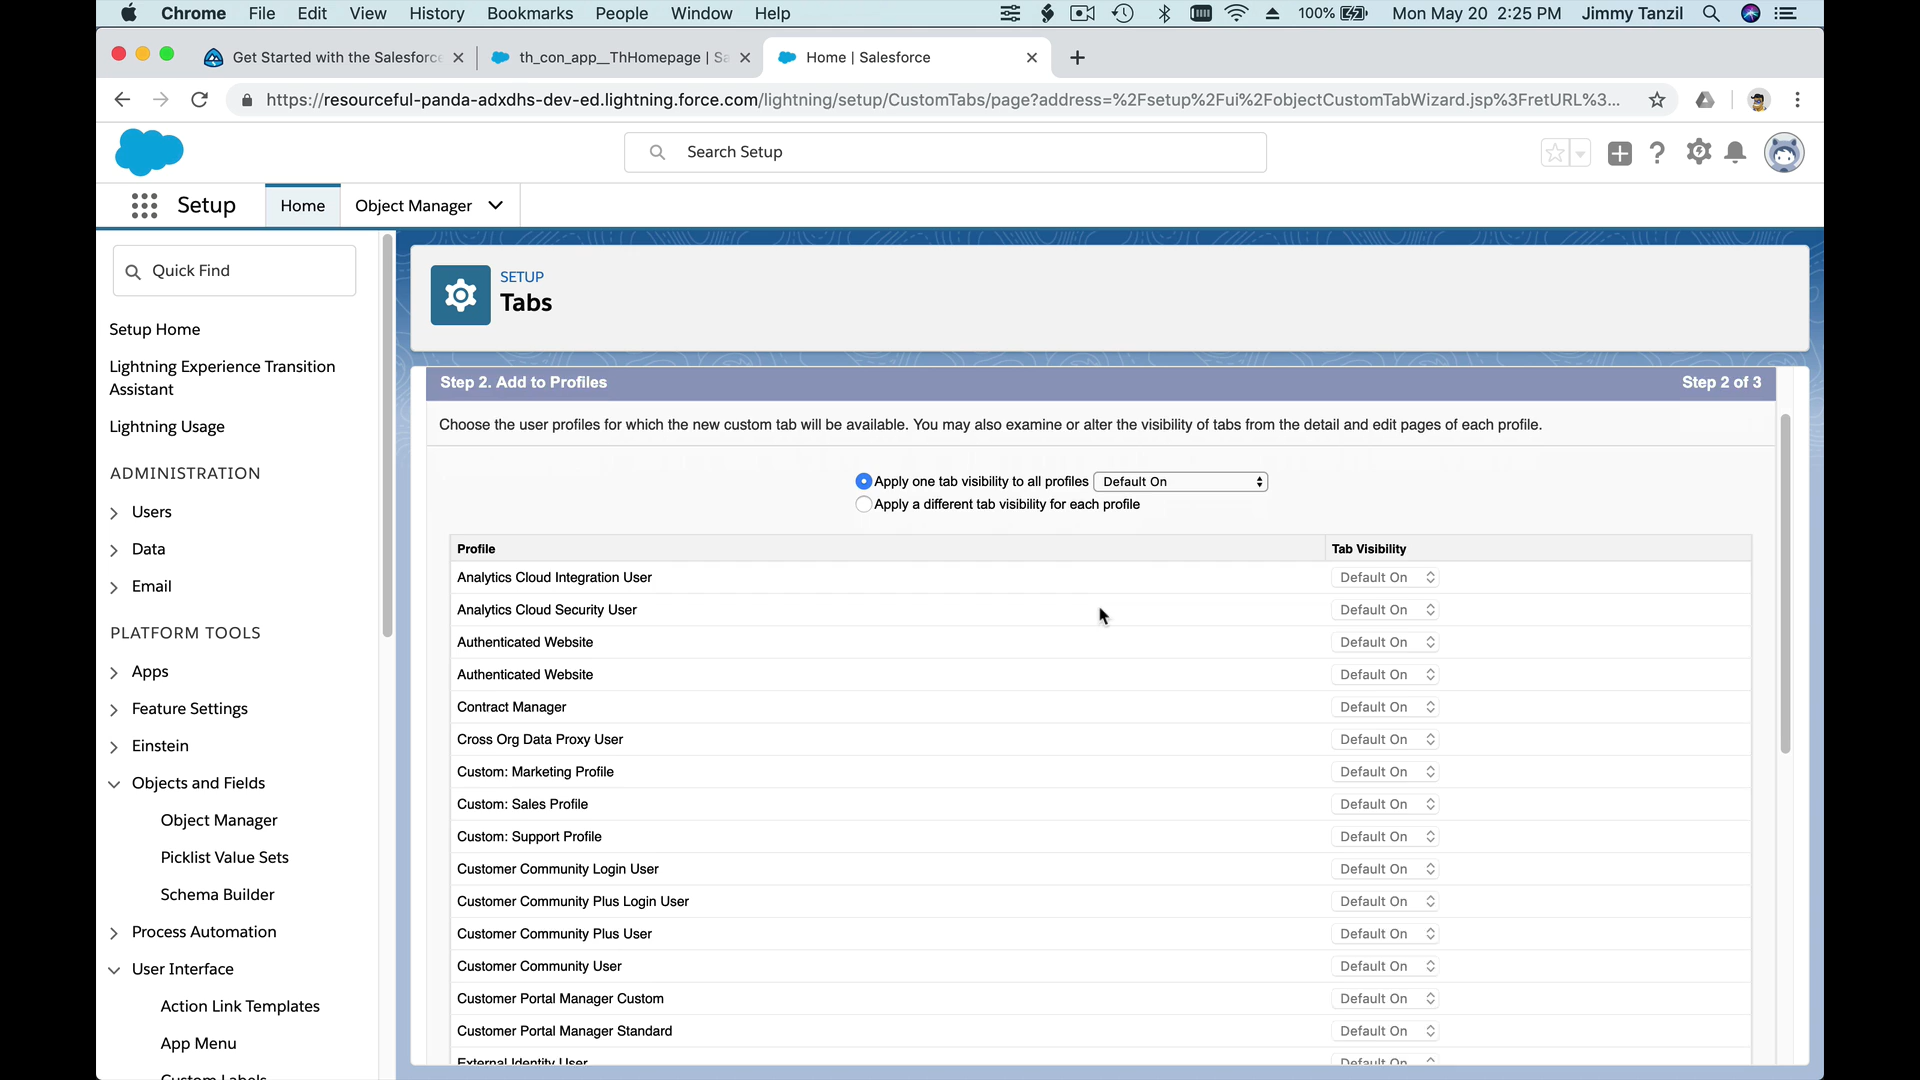 Chrome File Edit View History Bookmarks People Window Help 100% Mon May 20 2:25 PM Jimmy Tanzil
Get Started with the Salesforce th_con_app__ThHomepage | Sa Home | Salesforce
https://resourceful-panda-adxdhs-dev-ed.lightning.force.com/lightning/setup/CustomTabs/page?address=%2Fsetup%2Fui%2FobjectCustomTabWizard.jsp%3FretURL%3...
Search Setup
Setup Home Object Manager
Quick Find
Setup Home
Lightning Experience Transition
Assistant
Lightning Usage
ADMINISTRATION
Users
Data
Email
PLATFORM TOOLS
Apps
Feature Settings
Einstein
Objects and Fields
Object Manager
Picklist Value Sets
Schema Builder
Process Automation
User Interface
Action Link Templates
App Menu
Custom Labels
SETUP
Tabs
Step 2. Add to Profiles Step 2 of 3
Choose the user profiles for which the new custom tab will be available. You may also examine or alter the visibility of tabs from the detail and edit pages of each profile.
Apply one tab visibility to all profiles Default On
Apply a different tab visibility for each profile
Profile Tab Visibility
Analytics Cloud Integration User Default On
Analytics Cloud Security User Default On
Authenticated Website Default On
Authenticated Website Default On
Contract Manager Default On
Cross Org Data Proxy User Default On
Custom: Marketing Profile Default On
Custom: Sales Profile Default On
Custom: Support Profile Default On
Customer Community Login User Default On
Customer Community Plus Login User Default On
Customer Community Plus User Default On
Customer Community User Default On
Customer Portal Manager Custom Default On
Customer Portal Manager Standard Default On
External Identity User Default On